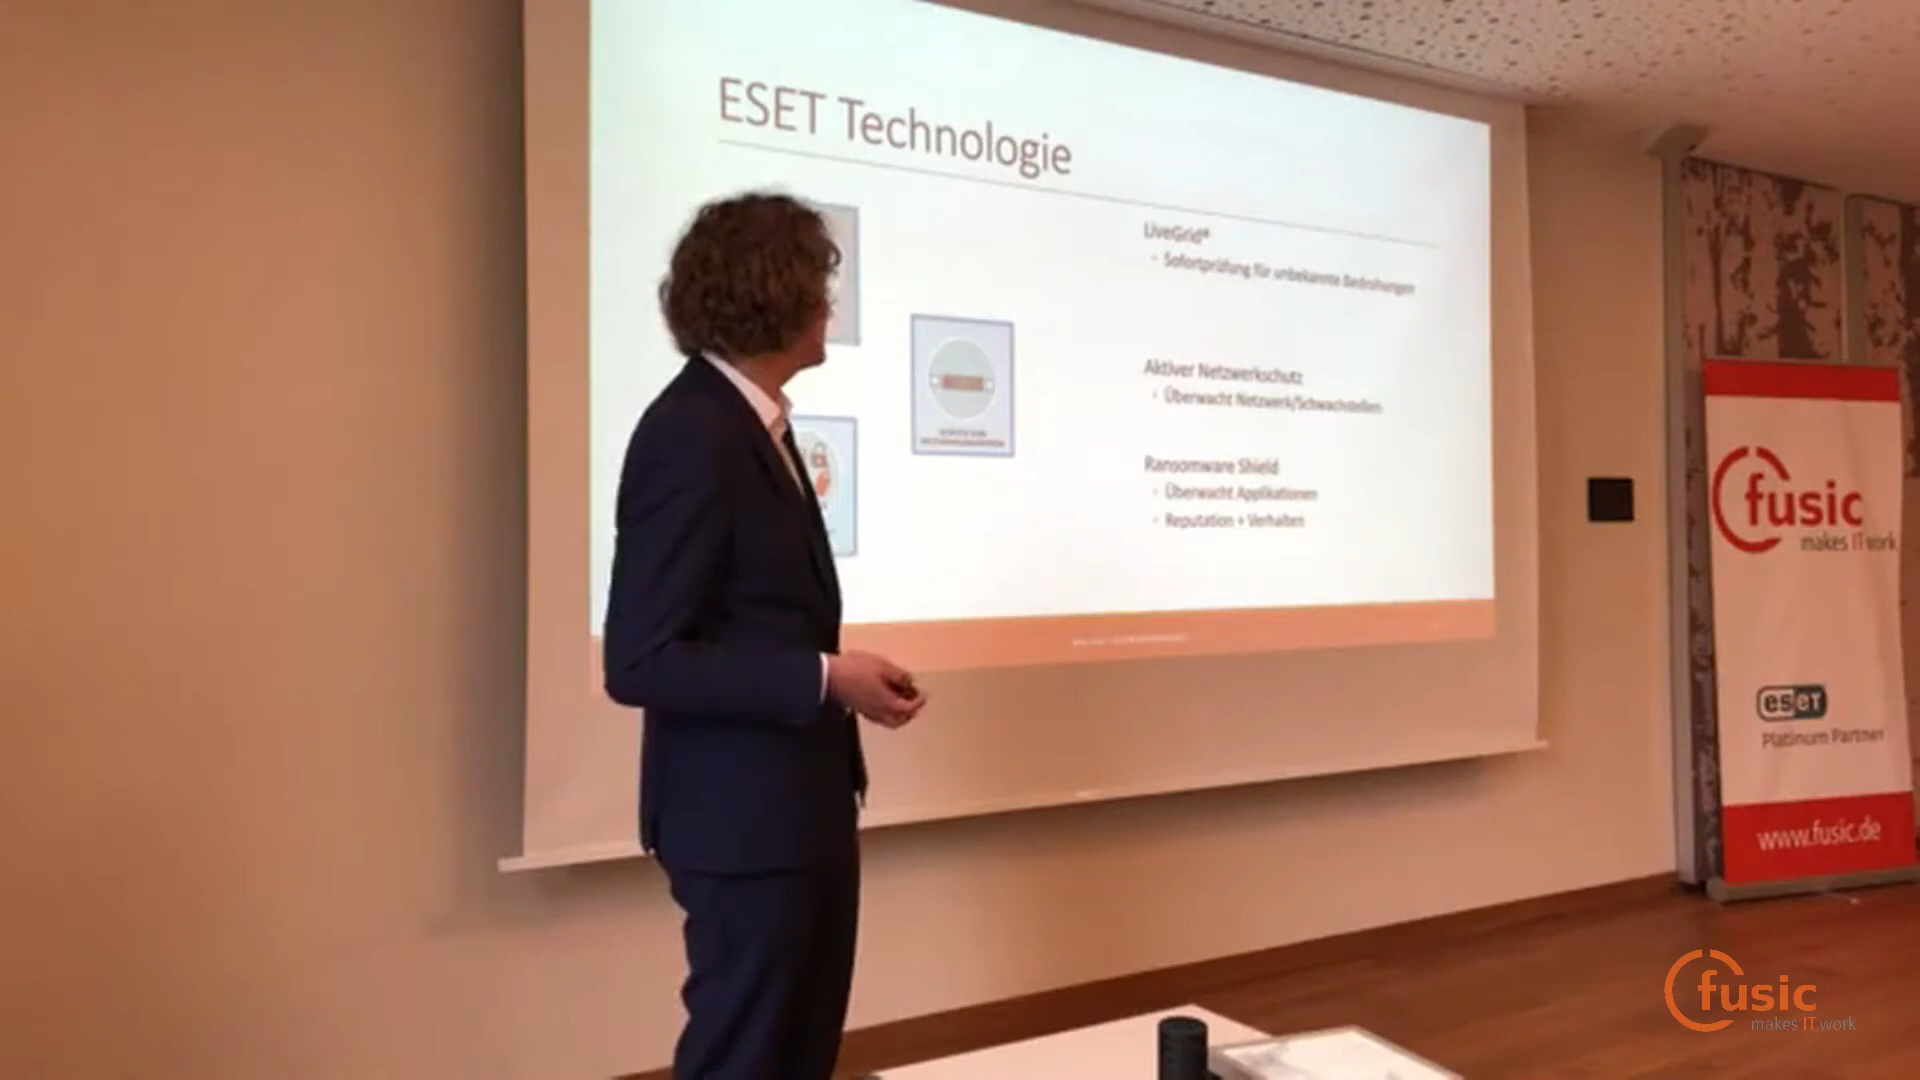 ESET Technologie
LiveGrid®
Sofortprüfung für unbekannte Bedrohungen
Aktiver Netzwerkschutz
Überwacht Netzwerk/Schwachstellen
Ransomware Shield
Überwacht Applikationen
Reputation + Verhalten
fusic
makes IT work
eseT
Platinum Partner
www.fusic.de
fusic
makes IT work